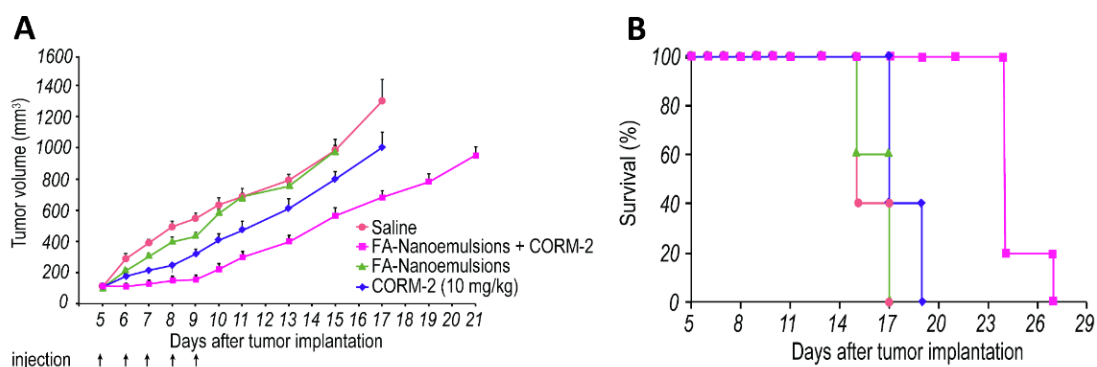 A
1600
1400
1200
1000
800
600
400
200
0
Tumor volume (mm³)
5 6 7 8 9 10 11 12 13 14 15 16 17 18 19 20 21
Days after tumor implantation
injection
Saline
FA-Nanoemulsions + CORM-2
FA-Nanoemulsions
CORM-2 (10 mg/kg)
B
100
80
60
40
20
0
Survival (%)
5 8 11 14 17 20 23 26 29
Days after tumor implantation